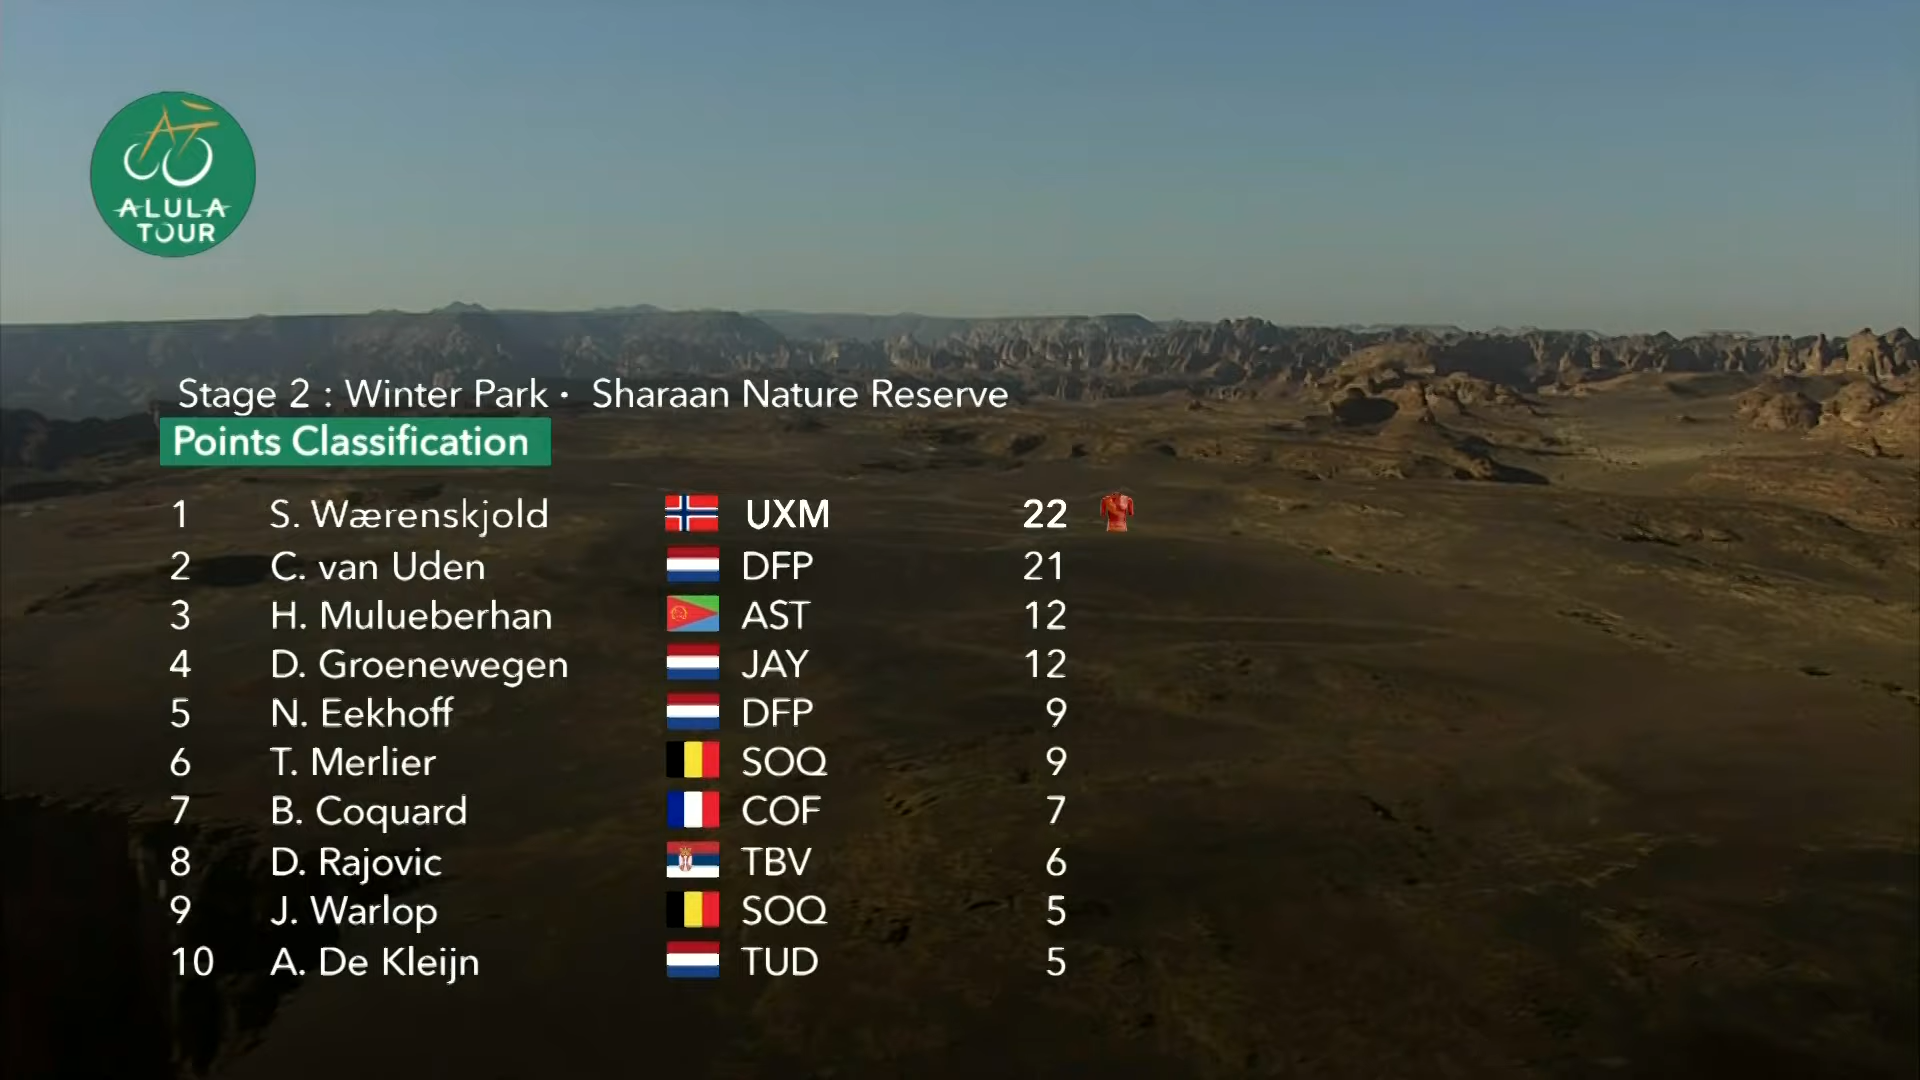 ALULA
TOUR
Stage 2 : Winter Park · Sharaan Nature Reserve
Points Classification
1 S. Wærenskjold UXM 22
2 C. van Uden DFP 21
3 H. Mulueberhan AST 12
4 D. Groenewegen JAY 12
5 N. Eekhoff DFP 9
6 T. Merlier SOQ 9
7 B. Coquard COF 7
8 D. Rajovic TBV 6
9 J. Warlop SOQ 5
10 A. De Kleijn TUD 5